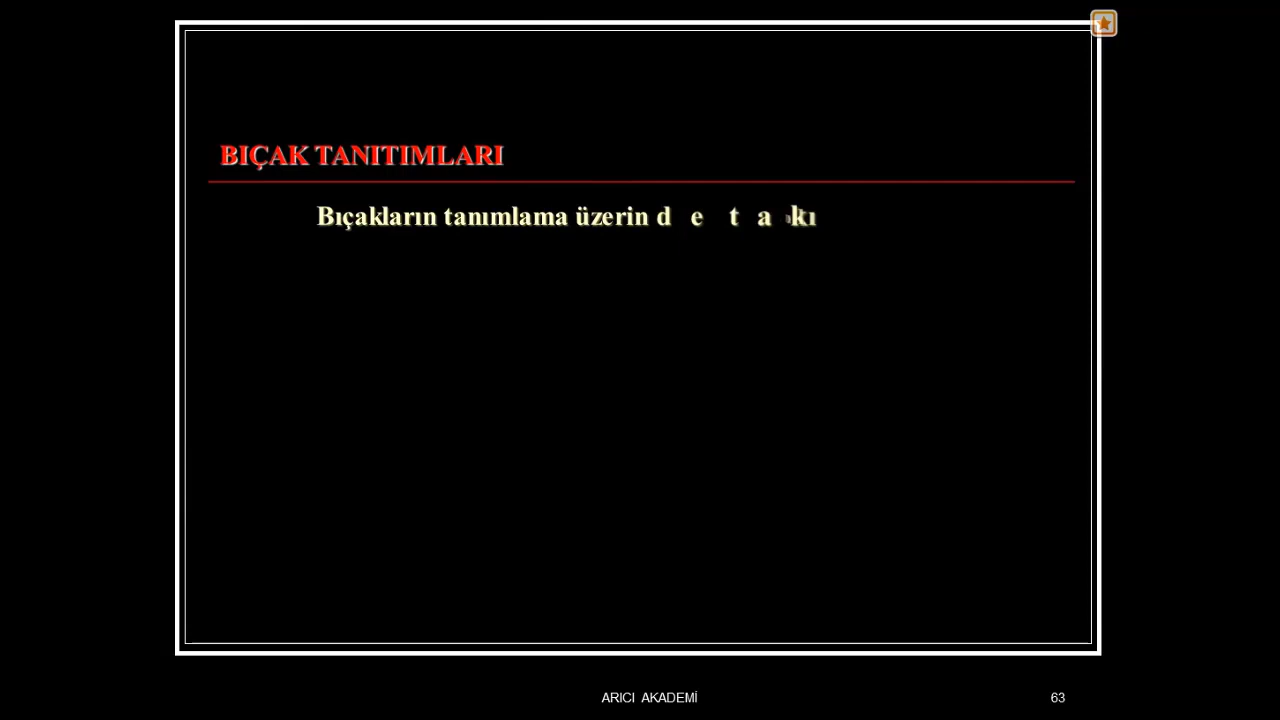 BIÇAK TANITIMLARI
Bıçakların tanımlama üzerin d e t a
ARICI AKADEMİ
63